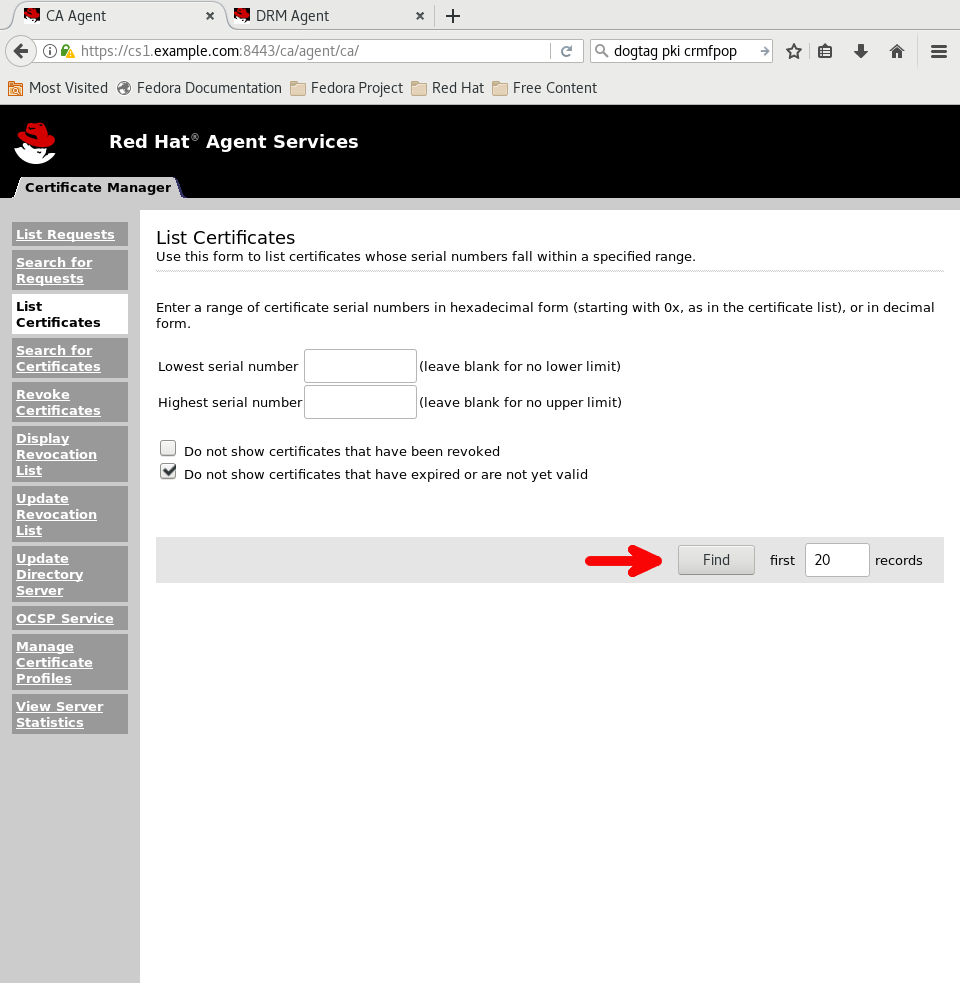 CA Agent
DRM Agent
https://cs1.example.com:8443/ca/agent/ca/
dogtag pki crmfpop
Most Visited
Fedora Documentation
Fedora Project
Red Hat
Free Content
Red Hat® Agent Services
Certificate Manager
List Requests
Search for
Requests
List
Certificates
Search for
Certificates
Revoke
Certificates
Display
Revocation
List
Update
Revocation
List
Update
Directory
Server
OCSP Service
Manage
Certificate
Profiles
View Server
Statistics
List Certificates
Use this form to list certificates whose serial numbers fall within a specified range.
Enter a range of certificate serial numbers in hexadecimal form (starting with 0x, as in the certificate list), or in decimal
form.
Lowest serial number (leave blank for no lower limit)
Highest serial number (leave blank for no upper limit)
Do not show certificates that have been revoked
Do not show certificates that have expired or are not yet valid
Find first 20 records